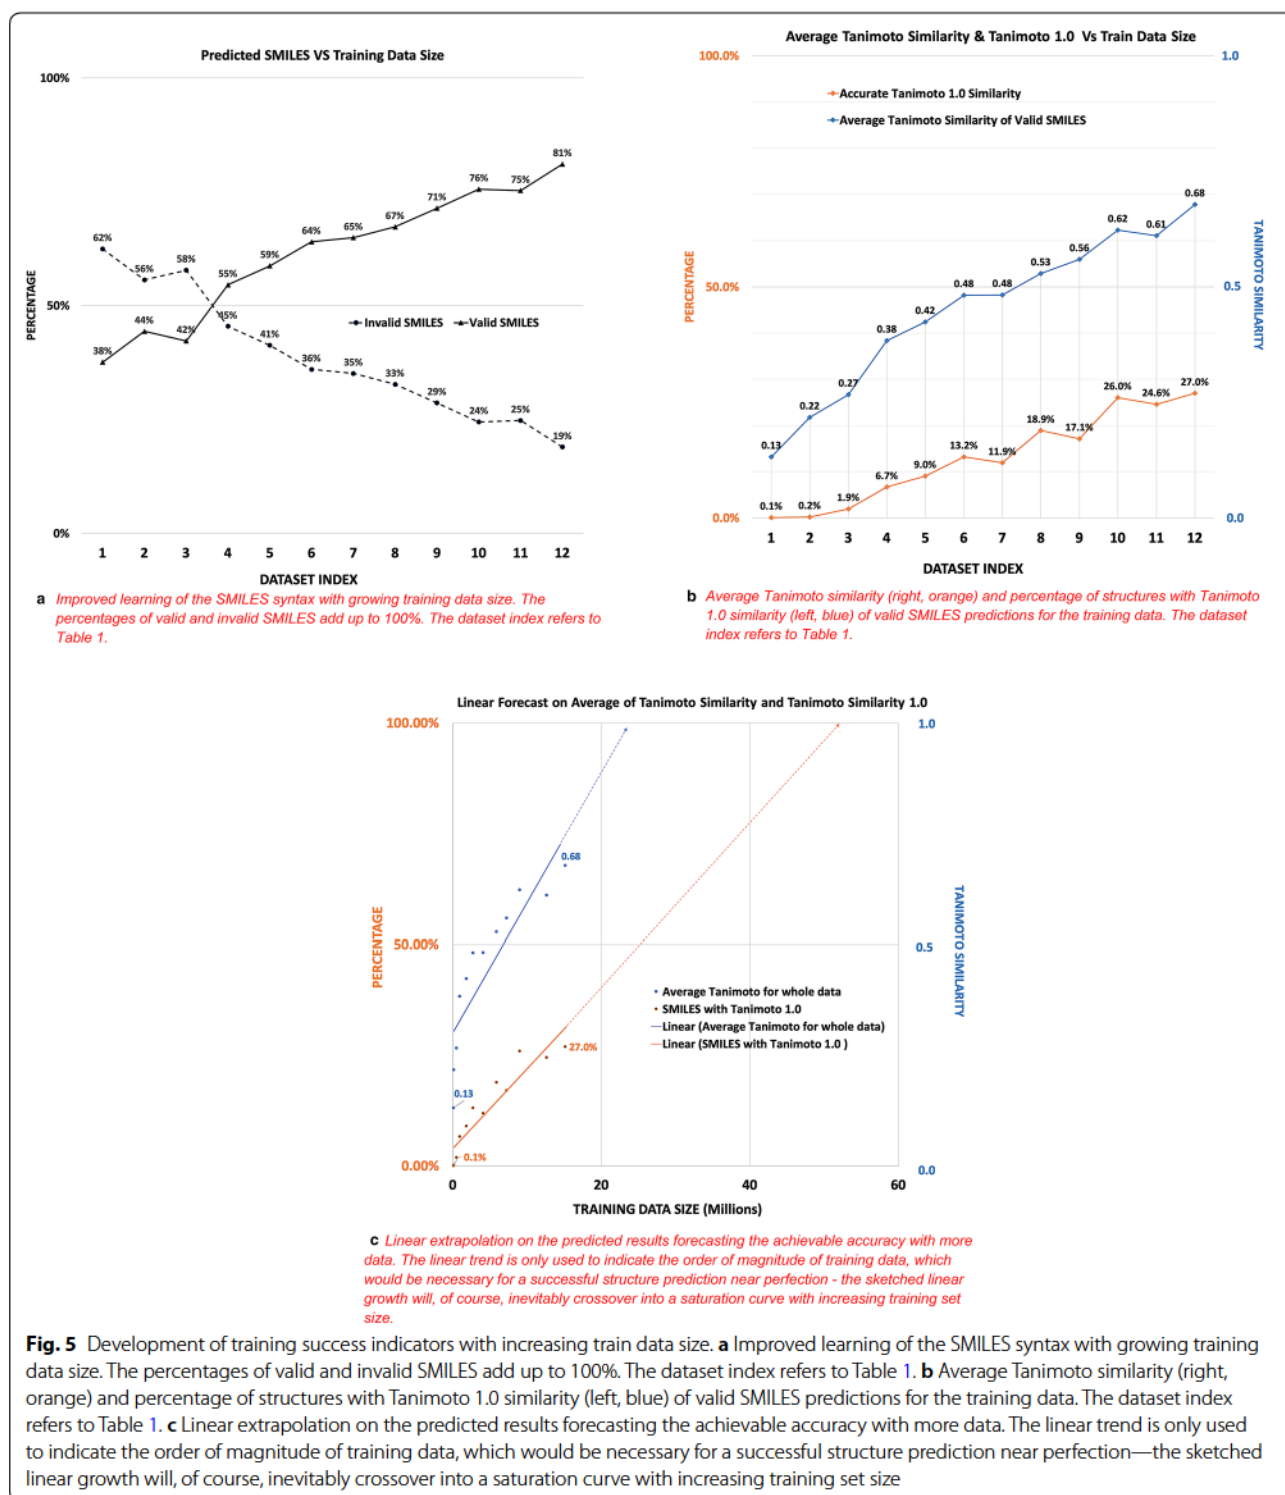 Predicted SMILES VS Training Data Size
100%
81%
76%
75%
71%
67%
65%
64%
62%
59%
58%
56%
55%
50%
45%
44%
42%
41%
38%
36%
35%
33%
29%
24%
25%
19%
0%
PERCENTAGE
Invalid SMILES
Valid SMILES
1 2 3 4 5 6 7 8 9 10 11 12
DATASET INDEX
a Improved learning of the SMILES syntax with growing training data size. The
percentages of valid and invalid SMILES add up to 100%. The dataset index refers to
Table 1.
Average Tanimoto Similarity & Tanimoto 1.0 Vs Train Data Size
100.0%
1.0
Accurate Tanimoto 1.0 Similarity
Average Tanimoto Similarity of Valid SMILES
0.13
0.22
0.27
0.38
0.42
0.48
0.48
0.53
0.56
0.62
0.61
0.68
50.0%
0.5
PERCENTAGE
TANIMOTO SIMILARITY
0.1%
0.2%
1.9%
6.7%
9.0%
13.2%
11.9%
18.9%
17.1%
26.0%
24.6%
27.0%
0.0%
0.0
1 2 3 4 5 6 7 8 9 10 11 12
DATASET INDEX
b Average Tanimoto similarity (right, orange) and percentage of structures with Tanimoto
1.0 similarity (left, blue) of valid SMILES predictions for the training data. The dataset
index refers to Table 1.
Linear Forecast on Average of Tanimoto Similarity and Tanimoto Similarity 1.0
100.00%
1.0
0.68
PERCENTAGE
TANIMOTO SIMILARITY
50.00%
0.5
Average Tanimoto for whole data
SMILES with Tanimoto 1.0
Linear (Average Tanimoto for whole data)
Linear (SMILES with Tanimoto 1.0 )
27.0%
0.13
0.1%
0.00%
0.0
0 20 40 60
TRAINING DATA SIZE (Millions)
c Linear extrapolation on the predicted results forecasting the achievable accuracy with more
data. The linear trend is only used to indicate the order of magnitude of training data, which
would be necessary for a successful structure prediction near perfection - the sketched linear
growth will, of course, inevitably crossover into a saturation curve with increasing training set
size.
Fig. 5 Development of training success indicators with increasing train data size. a Improved learning of the SMILES syntax with growing training
data size. The percentages of valid and invalid SMILES add up to 100%. The dataset index refers to Table 1. b Average Tanimoto similarity (right,
orange) and percentage of structures with Tanimoto 1.0 similarity (left, blue) of valid SMILES predictions for the training data. The dataset index
refers to Table 1. c Linear extrapolation on the predicted results forecasting the achievable accuracy with more data. The linear trend is only used
to indicate the order of magnitude of training data, which would be necessary for a successful structure prediction near perfection—the sketched
linear growth will, of course, inevitably crossover into a saturation curve with increasing training set size